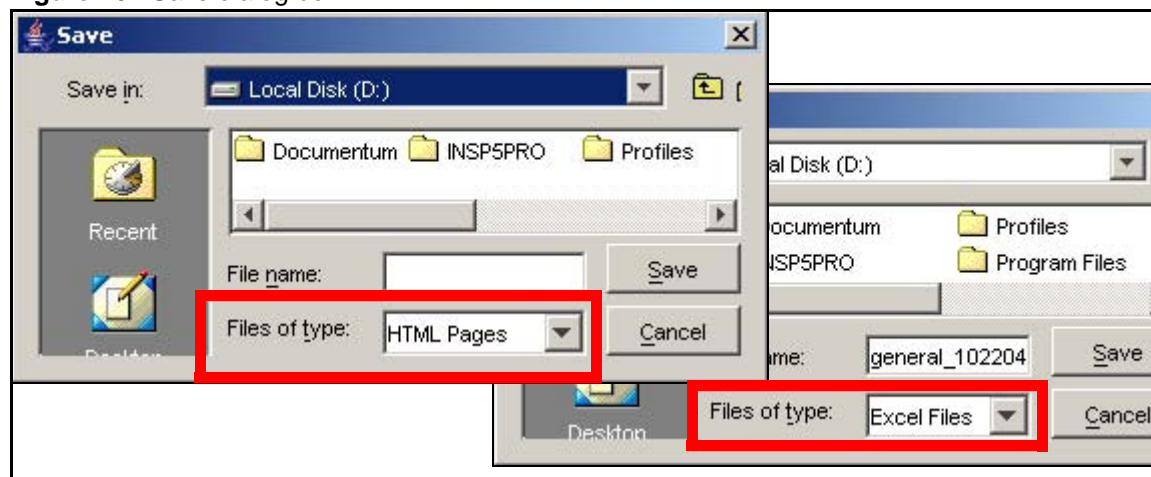 Save
Save in:
Local Disk (D:)
Documentum
INSP5PRO
Profiles
Recent
File name:
Save
Files of type:
HTML Pages
Cancel
al Disk (D:)
ocumentum
Profiles
NSP5PRO
Program Files
ame:
general_102204
Save
Desktop
Files of type:
Excel Files
Cancel